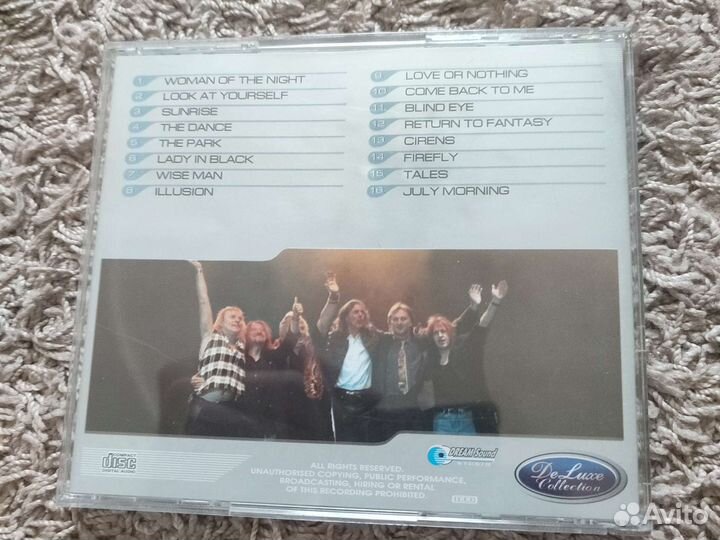 1 WOMAN OF THE NIGHT
2 LOOK AT YOURSELF
3 SUNRISE
4 THE DANCE
5 THE PARK
6 LADY IN BLACK
7 WISE MAN
8 ILLUSION
9 LOVE OR NOTHING
10 COME BACK TO ME
11 BLIND EYE
12 RETURN TO FANTASY
13 CIRENS
14 FIREFLY
15 TALES
16 JULY MORNING
COMPACT
disc
DIGITAL AUDIO
ALL RIGHTS RESERVED.
UNAUTHORISED COPYING, PUBLIC PERFORMANCE,
BROADCASTING, HIRING OR RENTAL
OF THIS RECORDING PROHIBITED.
DREAM Sound
STUDIO
De-Luxe
Collection
Avito